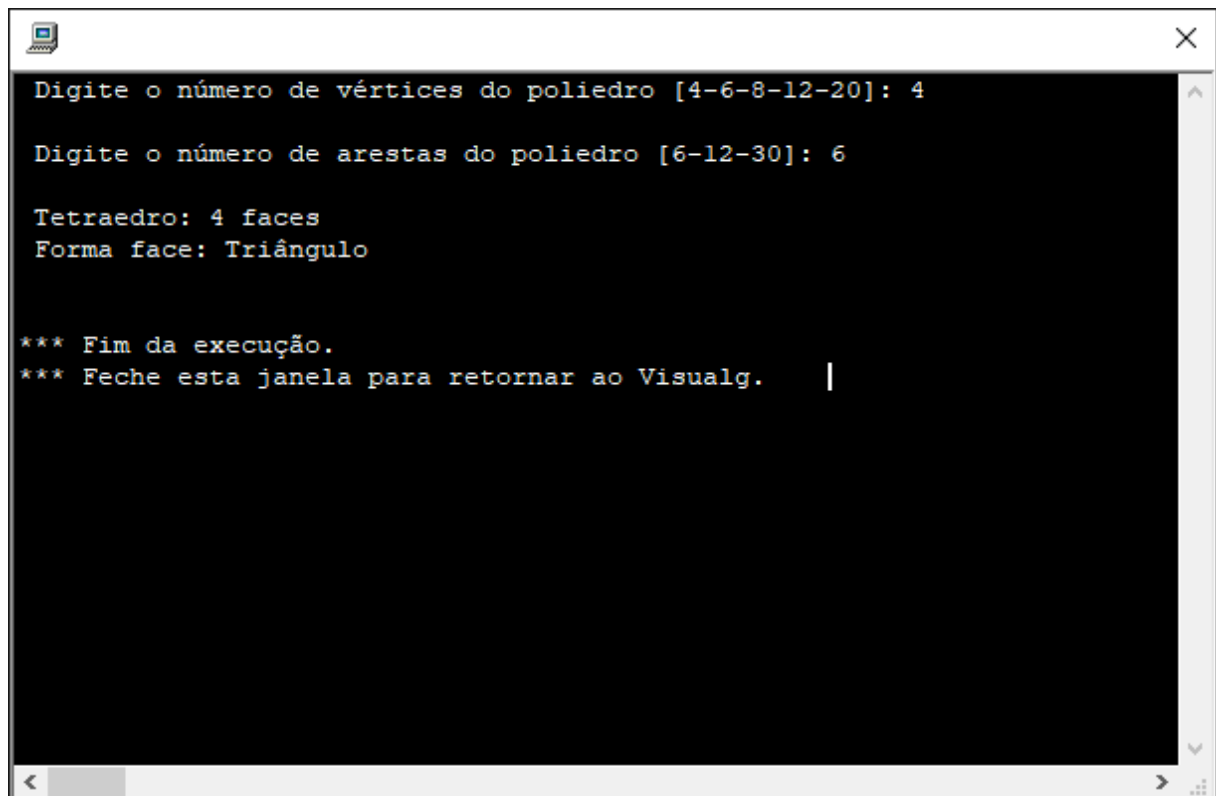 Digite o número de vértices do poliedro [4-6-8-12-20]: 4
Digite o número de arestas do poliedro [6-12-30]: 6
Tetraedro: 4 faces
Forma face: Triângulo
*** Fim da execução.
*** Feche esta janela para retornar ao Visualg.